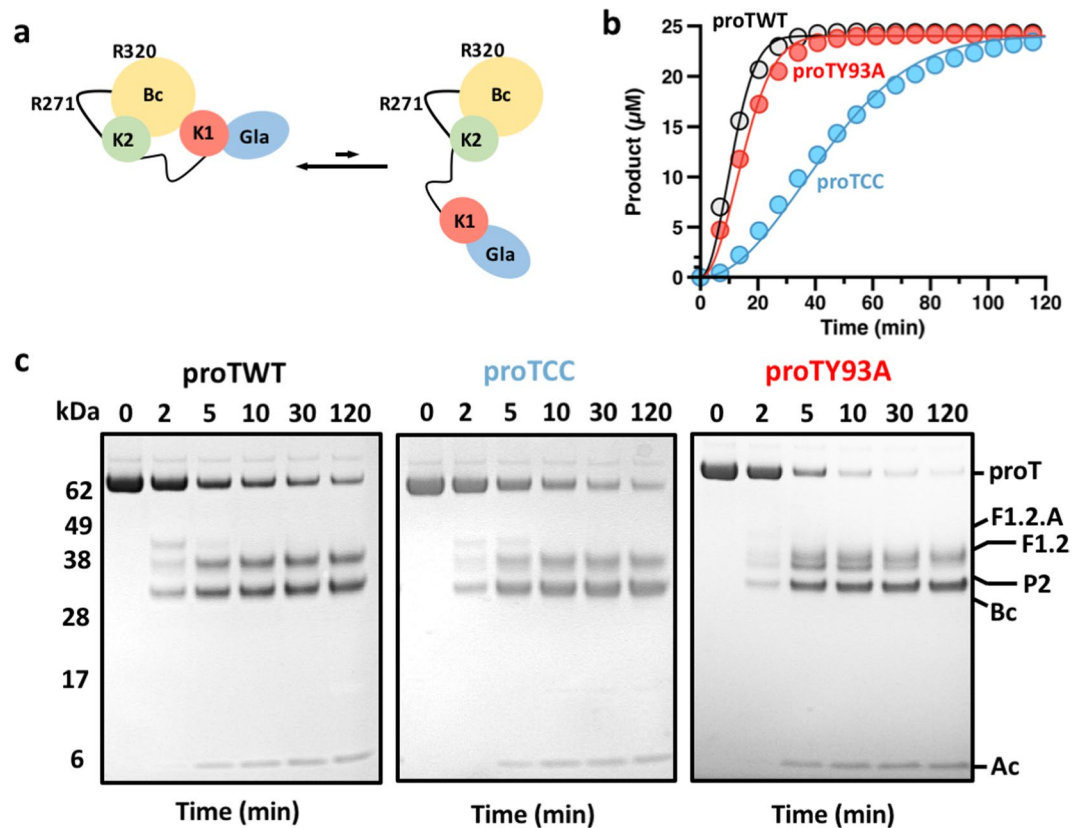 a
R320
R271
Bc
K2
K1
Gla
R320
R271
Bc
K2
K1
Gla
b
proTWT
proTY93A
proTCC
Product (µM)
25
20
15
10
5
0
0 20 40 60 80 100 120
Time (min)
c
proTWT proTCC proTY93A
kDa 0 2 5 10 30 120 0 2 5 10 30 120 0 2 5 10 30 120
62
49
38
28
17
6
proT
F1.2.A
F1.2
P2
Bc
Ac
Time (min) Time (min) Time (min)